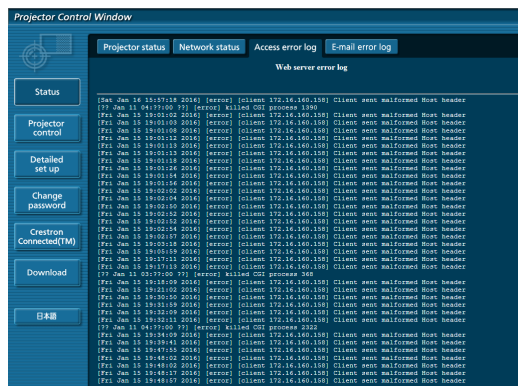 Projector Control Window
Projector status
Network status
Access error log
E-mail error log
Web server error log
Status
Projector control
Detailed set up
Change password
Crestron Connected(TM)
Download
日本語
[Sat Jan 16 15:57:18 2016] [error] [client 172.16.160.158] Client sent malformed Host header
[?? Jan 11 04:??:00 ??] [error] killed CGI process 1390
[Fri Jan 15 19:01:02 2016] [error] [client 172.16.160.158] Client sent malformed Host header
[Fri Jan 15 19:01:03 2016] [error] [client 172.16.160.158] Client sent malformed Host header
[Fri Jan 15 19:01:08 2016] [error] [client 172.16.160.158] Client sent malformed Host header
[Fri Jan 15 19:01:12 2016] [error] [client 172.16.160.158] Client sent malformed Host header
[Fri Jan 15 19:01:13 2016] [error] [client 172.16.160.158] Client sent malformed Host header
[Fri Jan 15 19:01:13 2016] [error] [client 172.16.160.158] Client sent malformed Host header
[Fri Jan 15 19:01:18 2016] [error] [client 172.16.160.158] Client sent malformed Host header
[Fri Jan 15 19:01:26 2016] [error] [client 172.16.160.158] Client sent malformed Host header
[Fri Jan 15 19:01:54 2016] [error] [client 172.16.160.158] Client sent malformed Host header
[Fri Jan 15 19:01:56 2016] [error] [client 172.16.160.158] Client sent malformed Host header
[Fri Jan 15 19:02:02 2016] [error] [client 172.16.160.158] Client sent malformed Host header
[Fri Jan 15 19:02:04 2016] [error] [client 172.16.160.158] Client sent malformed Host header
[Fri Jan 15 19:02:50 2016] [error] [client 172.16.160.158] Client sent malformed Host header
[Fri Jan 15 19:02:52 2016] [error] [client 172.16.160.158] Client sent malformed Host header
[Fri Jan 15 19:02:52 2016] [error] [client 172.16.160.158] Client sent malformed Host header
[Fri Jan 15 19:02:54 2016] [error] [client 172.16.160.158] Client sent malformed Host header
[Fri Jan 15 19:02:57 2016] [error] [client 172.16.160.158] Client sent malformed Host header
[Fri Jan 15 19:03:18 2016] [error] [client 172.16.160.158] Client sent malformed Host header
[Fri Jan 15 19:05:59 2016] [error] [client 172.16.160.158] Client sent malformed Host header
[Fri Jan 15 19:17:11 2016] [error] [client 172.16.160.158] Client sent malformed Host header
[Fri Jan 15 19:17:13 2016] [error] [client 172.16.160.158] Client sent malformed Host header
[?? Jan 11 03:??:00 ??] [error] killed CGI process 368
[Fri Jan 15 19:18:09 2016] [error] [client 172.16.160.158] Client sent malformed Host header
[Fri Jan 15 19:21:02 2016] [error] [client 172.16.160.158] Client sent malformed Host header
[Fri Jan 15 19:30:50 2016] [error] [client 172.16.160.158] Client sent malformed Host header
[Fri Jan 15 19:31:59 2016] [error] [client 172.16.160.158] Client sent malformed Host header
[Fri Jan 15 19:32:09 2016] [error] [client 172.16.160.158] Client sent malformed Host header
[Fri Jan 15 19:32:11 2016] [error] [client 172.16.160.158] Client sent malformed Host header
[?? Jan 11 04:??:00 ??] [error] killed CGI process 2322
[Fri Jan 15 19:34:09 2016] [error] [client 172.16.160.158] Client sent malformed Host header
[Fri Jan 15 19:39:41 2016] [error] [client 172.16.160.158] Client sent malformed Host header
[Fri Jan 15 19:47:55 2016] [error] [client 172.16.160.158] Client sent malformed Host header
[Fri Jan 15 19:48:02 2016] [error] [client 172.16.160.158] Client sent malformed Host header
[Fri Jan 15 19:48:02 2016] [error] [client 172.16.160.158] Client sent malformed Host header
[Fri Jan 15 19:48:17 2016] [error] [client 172.16.160.158] Client sent malformed Host header
[Fri Jan 15 19:48:57 2016] [error] [client 172.16.160.158] Client sent malformed Host header